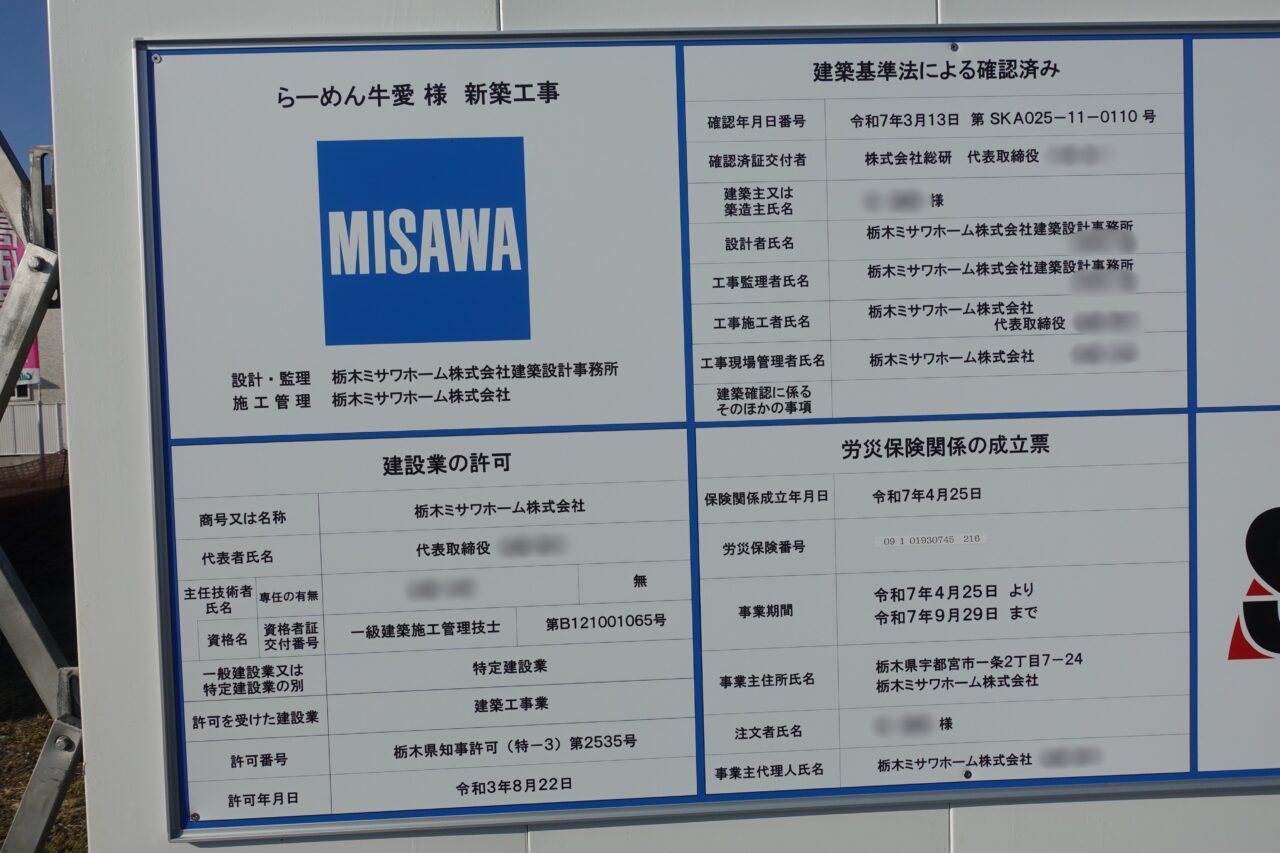 らーめん牛愛 様 新築工事
MISAWA
設計・監理 栃木ミサワホーム株式会社建築設計事務所
施工管理 栃木ミサワホーム株式会社
建築基準法による確認済み
確認年月日番号 令和7年3月13日 第 SKA025-11-0110 号
確認済証交付者 株式会社総研 代表取締役
建築主又は
築造主氏名 様
設計者氏名 栃木ミサワホーム株式会社建築設計事務所
工事監理者氏名 栃木ミサワホーム株式会社建築設計事務所
工事施工者氏名 栃木ミサワホーム株式会社
代表取締役
工事現場管理者氏名 栃木ミサワホーム株式会社
建築確認に係る
そのほかの事項
建設業の許可
商号又は名称 栃木ミサワホーム株式会社
代表者氏名 代表取締役
主任技術者
氏名 専任の有無 無
資格名 資格者証
交付番号 一級建築施工管理技士 第B121001065号
一般建設業又は
特定建設業の別 特定建設業
許可を受けた建設業 建築工事業
許可番号 栃木県知事許可(特-3)第2535号
許可年月日 令和3年8月22日
労災保険関係の成立票
保険関係成立年月日 令和7年4月25日
労災保険番号 09 1 01930745 216
事業期間 令和7年4月25日 より
令和7年9月29日 まで
事業主住所氏名 栃木県宇都宮市一条2丁目7-24
栃木ミサワホーム株式会社
注文者氏名 様
事業主代理人氏名 栃木ミサワホーム株式会社